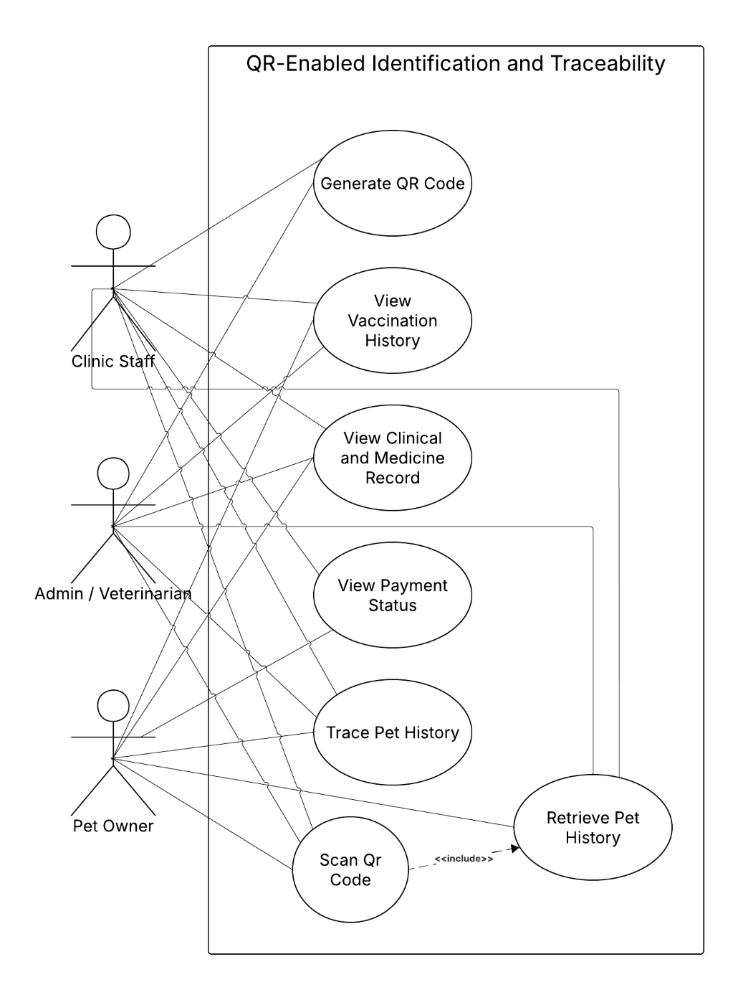 QR-Enabled Identification and Traceability
Generate QR Code
View
Vaccination
History
Clinic Staff
View Clinical
and Medicine
Record
View Payment
Status
Admin / Veterinarian
Trace Pet History
Pet Owner
Retrieve Pet
History
Scan Qr
Code
<<include>>